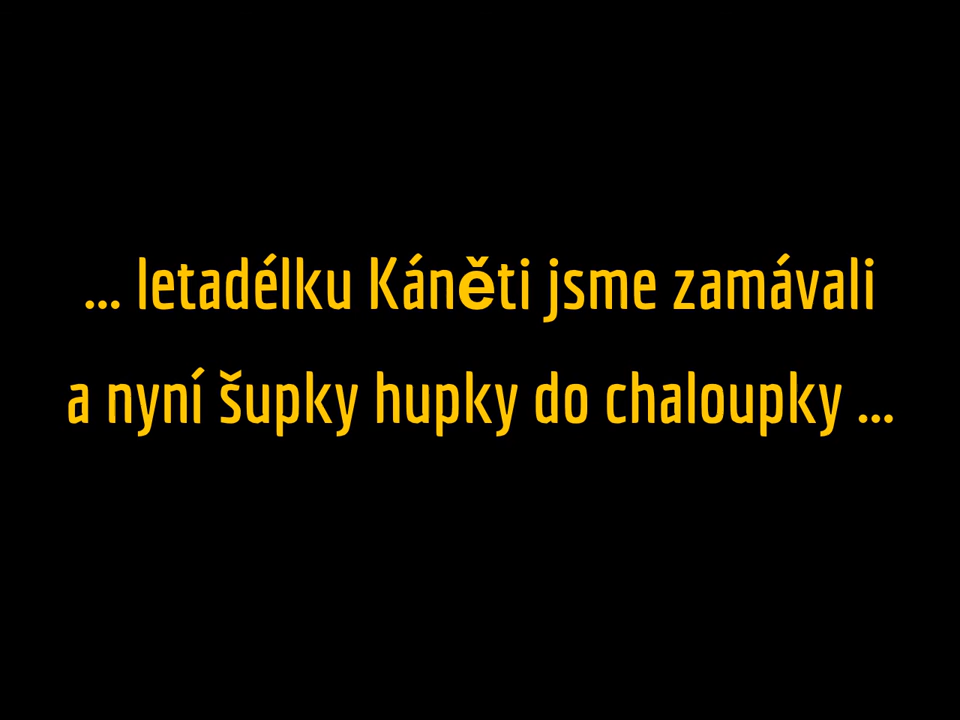 ... letadélku Káněti jsme zamávali
a nyní šupky hupky do chaloupky ...